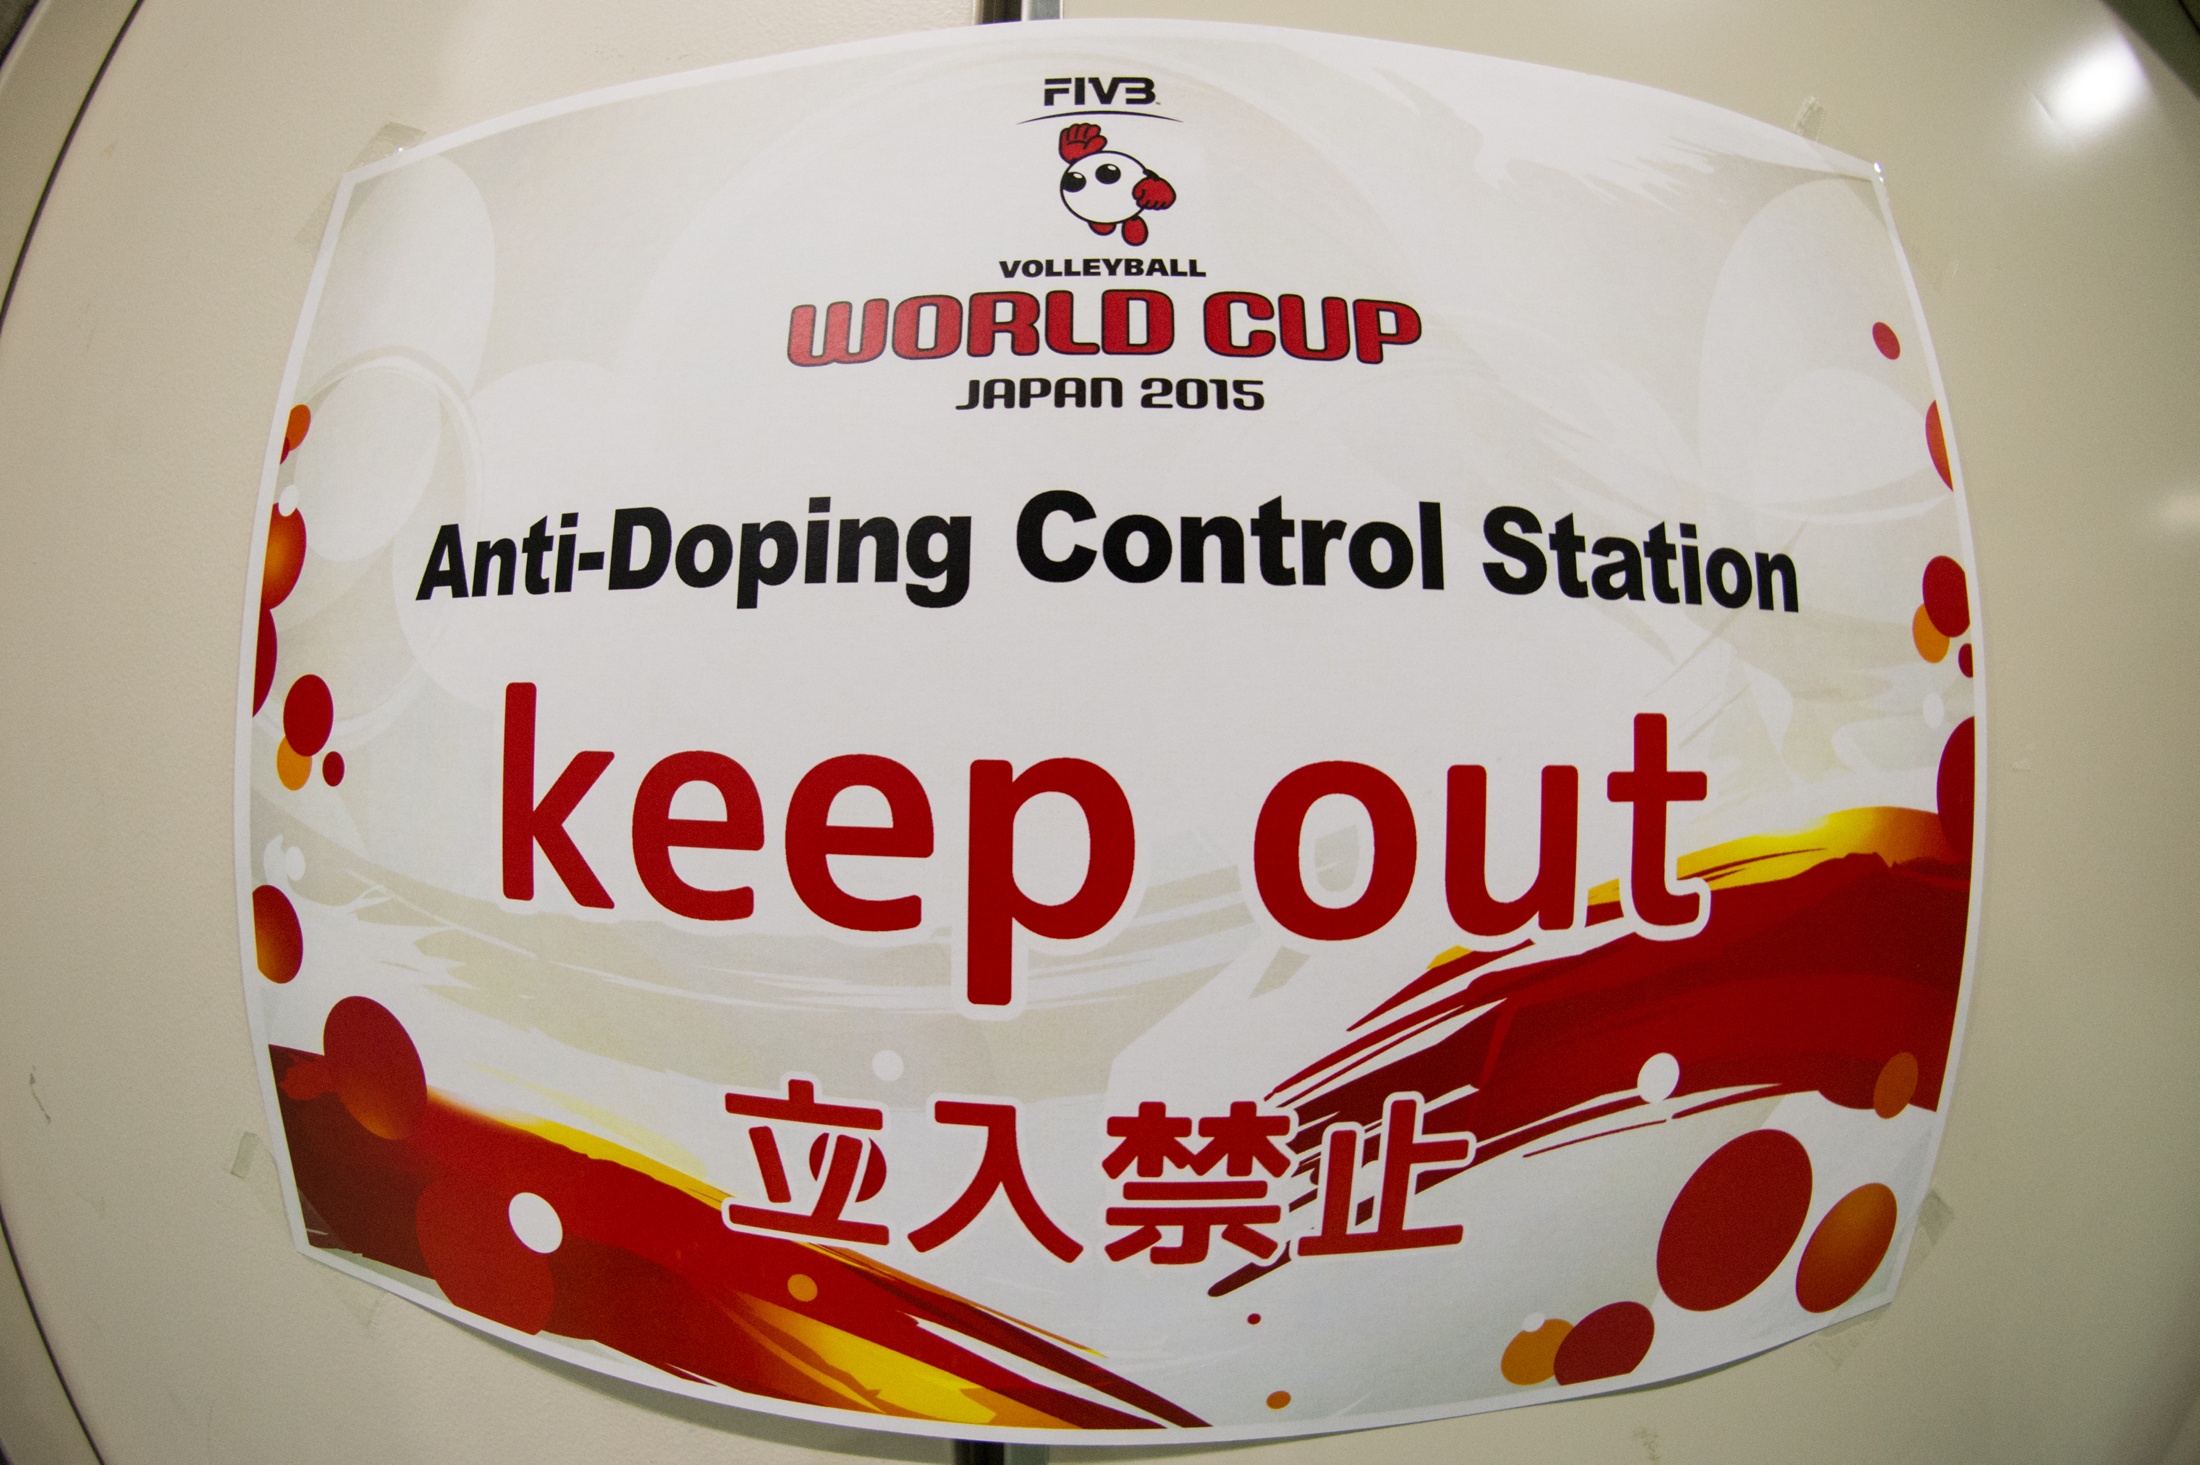 FIVB
VOLLEYBALL
WORLD CUP
JAPAN 2015
Anti-Doping Control Station
keep out
立入禁止